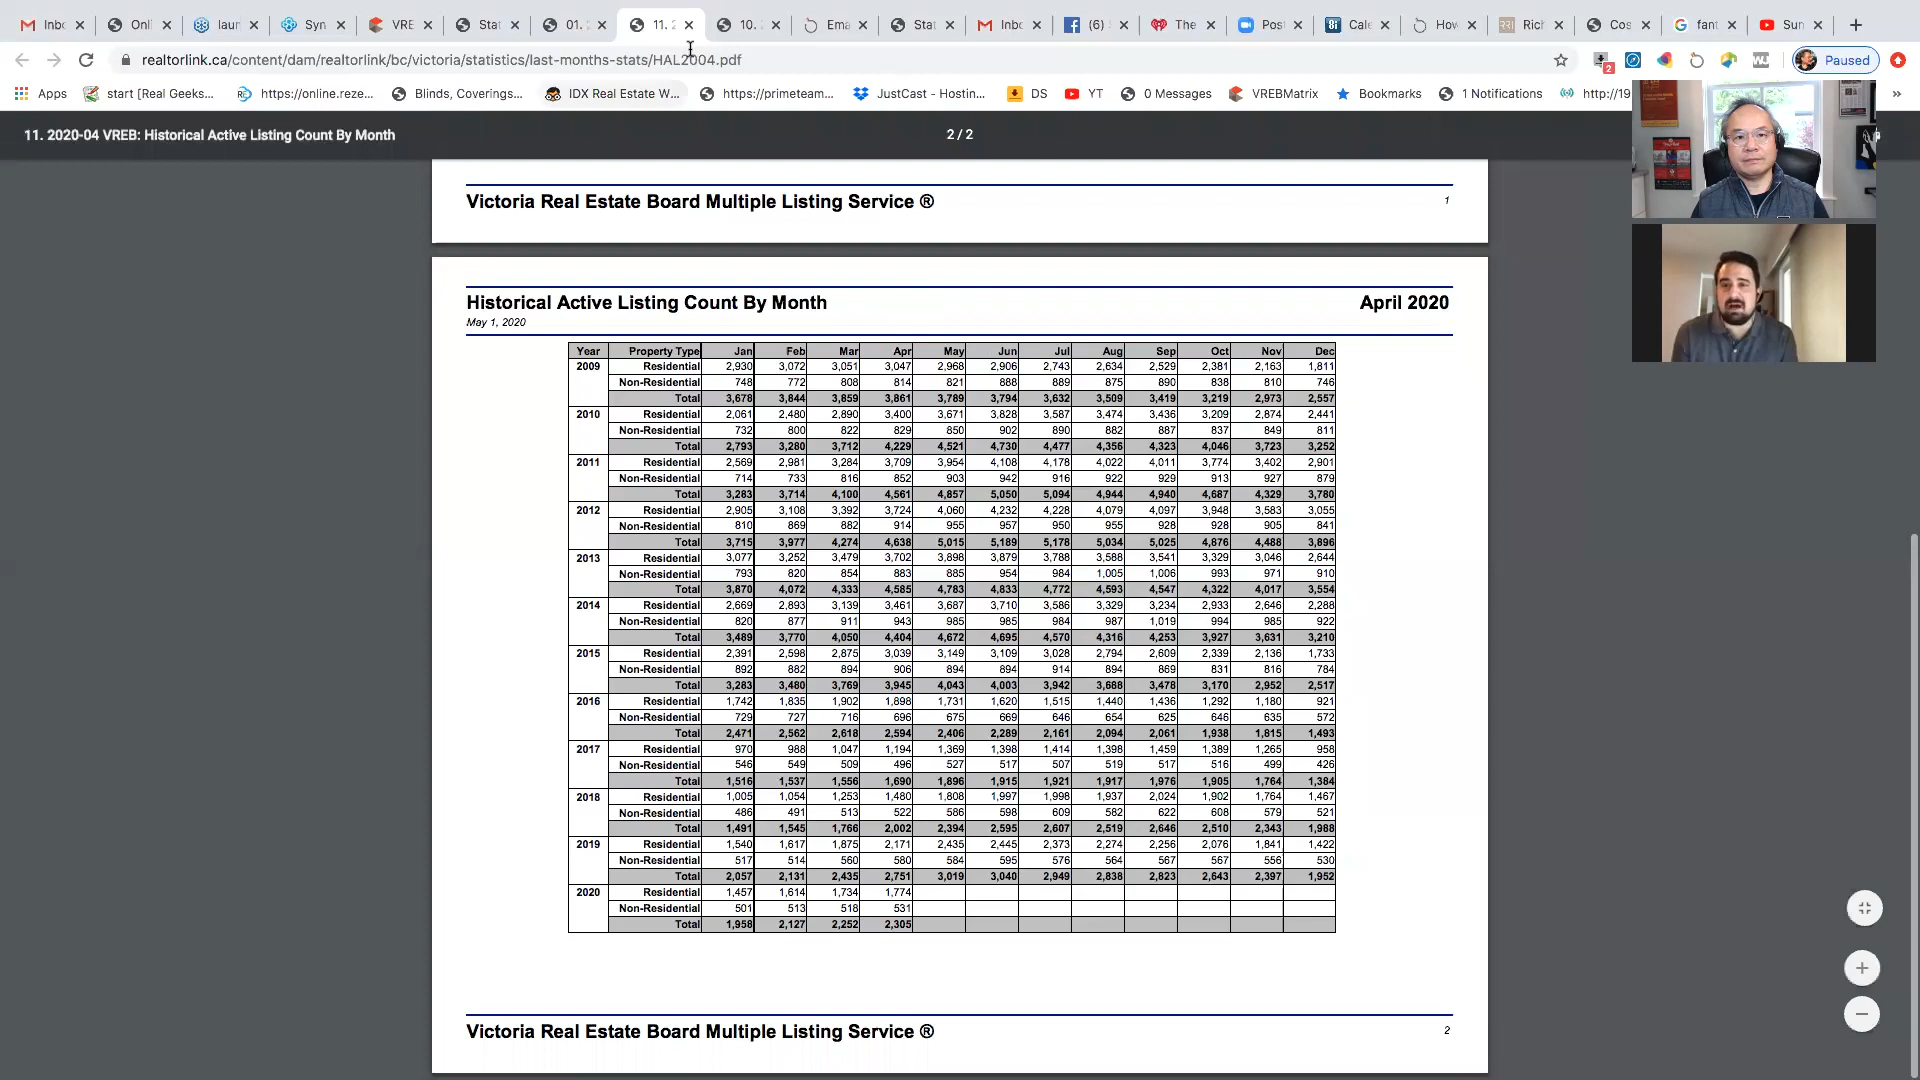 Inbo
Onli
laun
Syn
VRE
Stat
01.
11. 2
10.
Ema
Stat
Inbo
(6)
The
Post
Cale
How
Rich
Cos
fant
Sun
realtorlink.ca/content/dam/realtorlink/bc/victoria/statistics/last-months-stats/HAL2004.pdf
2
Paused
Apps start [Real Geeks... https://online.reze... Blinds, Coverings... IDX Real Estate W... https://primeteam... JustCast - Hostin... DS YT 0 Messages VREBMatrix Bookmarks 1 Notifications http://19 »
11. 2020-04 VREB: Historical Active Listing Count By Month 2 / 2
Victoria Real Estate Board Multiple Listing Service ® 1
Historical Active Listing Count By Month April 2020
May 1, 2020
Year Property Type Jan Feb Mar Apr May Jun Jul Aug Sep Oct Nov Dec
2009 Residential 2,930 3,072 3,051 3,047 2,968 2,906 2,743 2,634 2,529 2,381 2,163 1,811
Non-Residential 748 772 808 814 821 888 889 875 890 838 810 746
Total 3,678 3,844 3,859 3,861 3,789 3,794 3,632 3,509 3,419 3,219 2,973 2,557
2010 Residential 2,061 2,480 2,890 3,400 3,671 3,828 3,587 3,474 3,436 3,209 2,874 2,441
Non-Residential 732 800 822 829 850 902 890 882 887 837 849 811
Total 2,793 3,280 3,712 4,229 4,521 4,730 4,477 4,356 4,323 4,046 3,723 3,252
2011 Residential 2,569 2,981 3,284 3,709 3,954 4,108 4,178 4,022 4,011 3,774 3,402 2,901
Non-Residential 714 733 816 852 903 942 916 922 929 913 927 879
Total 3,283 3,714 4,100 4,561 4,857 5,050 5,094 4,944 4,940 4,687 4,329 3,780
2012 Residential 2,905 3,108 3,392 3,724 4,060 4,232 4,228 4,079 4,097 3,948 3,583 3,055
Non-Residential 810 869 882 914 955 957 950 955 928 928 905 841
Total 3,715 3,977 4,274 4,638 5,015 5,189 5,178 5,034 5,025 4,876 4,488 3,896
2013 Residential 3,077 3,252 3,479 3,702 3,898 3,879 3,788 3,588 3,541 3,329 3,046 2,644
Non-Residential 793 820 854 883 885 954 984 1,005 1,006 993 971 910
Total 3,870 4,072 4,333 4,585 4,783 4,833 4,772 4,593 4,547 4,322 4,017 3,554
2014 Residential 2,669 2,893 3,139 3,461 3,687 3,710 3,586 3,329 3,234 2,933 2,646 2,288
Non-Residential 820 877 911 943 985 985 984 987 1,019 994 985 922
Total 3,489 3,770 4,050 4,404 4,672 4,695 4,570 4,316 4,253 3,927 3,631 3,210
2015 Residential 2,391 2,598 2,875 3,039 3,149 3,109 3,028 2,794 2,609 2,339 2,136 1,733
Non-Residential 892 882 894 906 894 894 914 894 869 831 816 784
Total 3,283 3,480 3,769 3,945 4,043 4,003 3,942 3,688 3,478 3,170 2,952 2,517
2016 Residential 1,742 1,835 1,902 1,898 1,731 1,620 1,515 1,440 1,436 1,292 1,180 921
Non-Residential 729 727 716 696 675 669 646 654 625 646 635 572
Total 2,471 2,562 2,618 2,594 2,406 2,289 2,161 2,094 2,061 1,938 1,815 1,493
2017 Residential 970 988 1,047 1,194 1,369 1,398 1,414 1,398 1,459 1,389 1,265 958
Non-Residential 546 549 509 496 527 517 507 519 517 516 499 426
Total 1,516 1,537 1,556 1,690 1,896 1,915 1,921 1,917 1,976 1,905 1,764 1,384
2018 Residential 1,005 1,054 1,253 1,480 1,808 1,997 1,998 1,937 2,024 1,902 1,764 1,467
Non-Residential 486 491 513 522 586 598 609 582 622 608 579 521
Total 1,491 1,545 1,766 2,002 2,394 2,595 2,607 2,519 2,646 2,510 2,343 1,988
2019 Residential 1,540 1,617 1,875 2,171 2,435 2,445 2,373 2,274 2,256 2,076 1,841 1,422
Non-Residential 517 514 560 580 584 595 576 564 567 567 556 530
Total 2,057 2,131 2,435 2,751 3,019 3,040 2,949 2,838 2,823 2,643 2,397 1,952
2020 Residential 1,457 1,614 1,734 1,774
Non-Residential 501 513 518 531
Total 1,958 2,127 2,252 2,305
Victoria Real Estate Board Multiple Listing Service ® 2